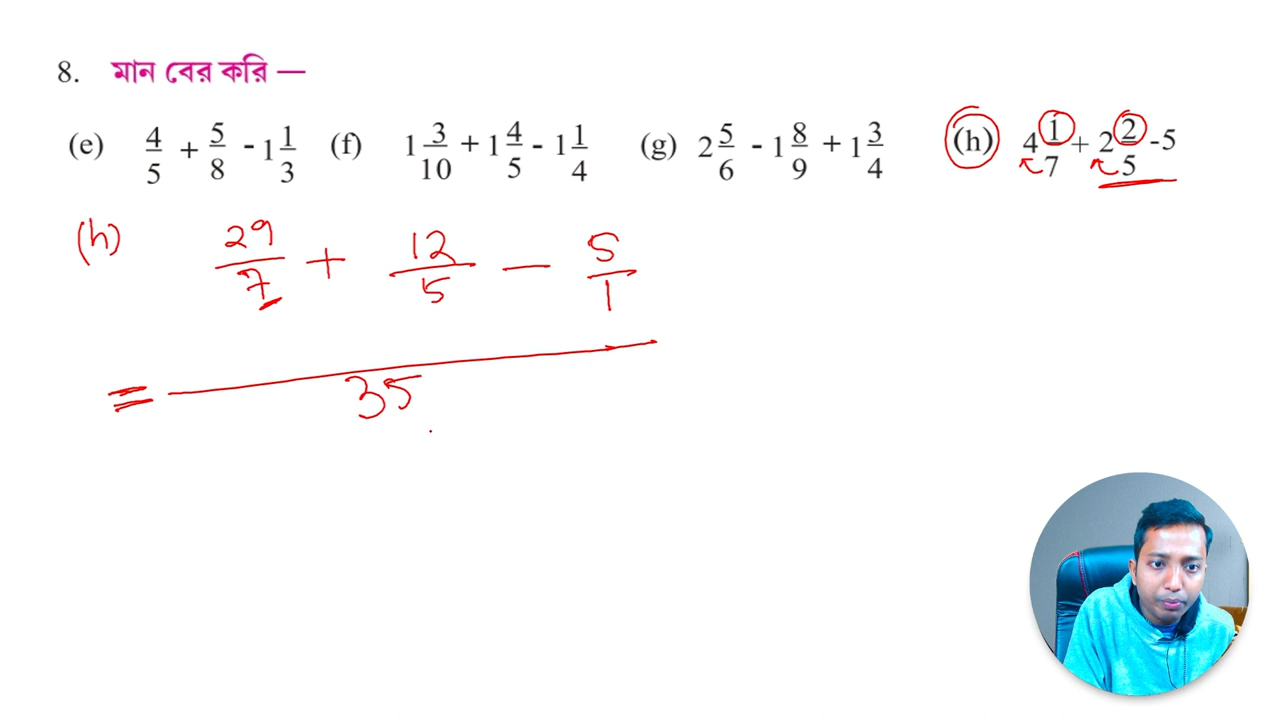 8. মান বের করি —
(e) 4/5 + 5/8 - 1 1/3 (f) 1 3/10 + 1 4/5 - 1 1/4 (g) 2 5/6 - 1 8/9 + 1 3/4 (h) 4 1/7 + 2 2/5 - 5
(h) 29/7 + 12/5 - 5/1
= /35